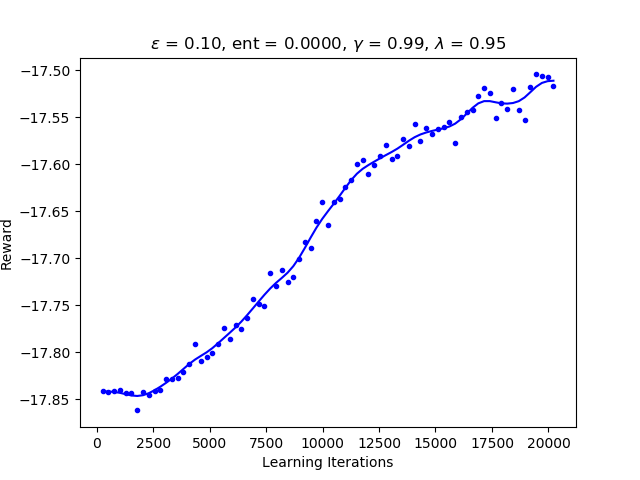 ε = 0.10, ent = 0.0000, γ = 0.99, λ = 0.95
−17.50
−17.55
−17.60
−17.65
−17.70
−17.75
−17.80
−17.85
Reward
0 2500 5000 7500 10000 12500 15000 17500 20000
Learning Iterations